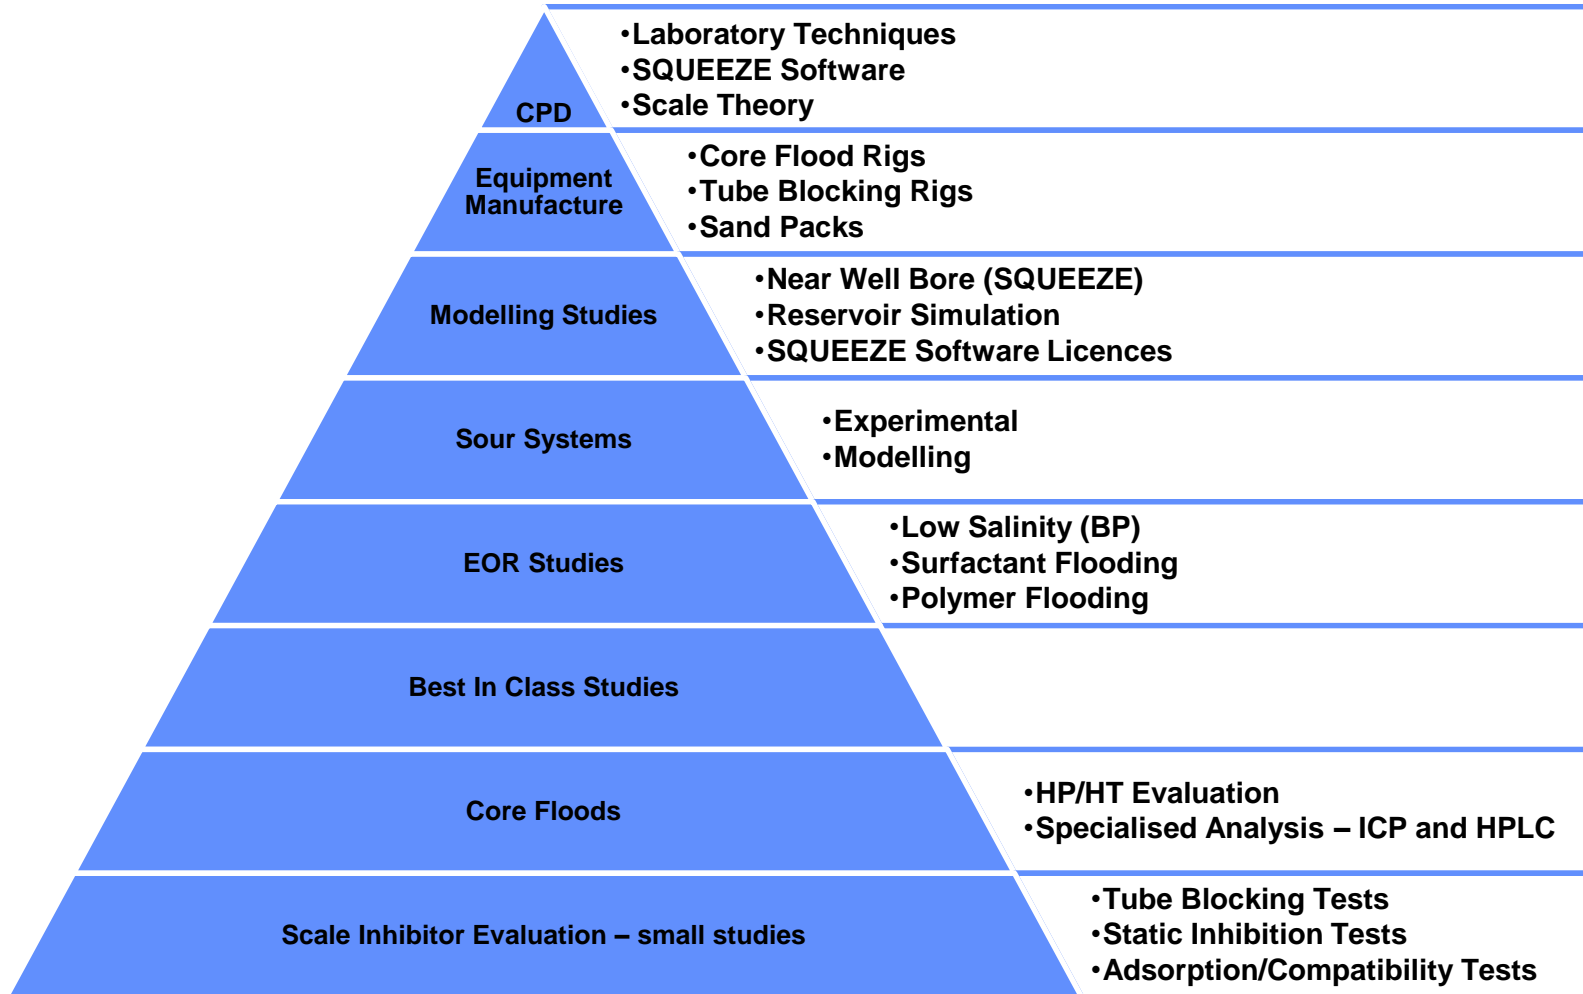 CPD
•Laboratory Techniques
•SQUEEZE Software
•Scale Theory
Equipment
Manufacture
•Core Flood Rigs
•Tube Blocking Rigs
•Sand Packs
Modelling Studies
•Near Well Bore (SQUEEZE)
•Reservoir Simulation
•SQUEEZE Software Licences
Sour Systems
•Experimental
•Modelling
EOR Studies
•Low Salinity (BP)
•Surfactant Flooding
•Polymer Flooding
Best In Class Studies
Core Floods
•HP/HT Evaluation
•Specialised Analysis – ICP and HPLC
Scale Inhibitor Evaluation – small studies
•Tube Blocking Tests
•Static Inhibition Tests
•Adsorption/Compatibility Tests